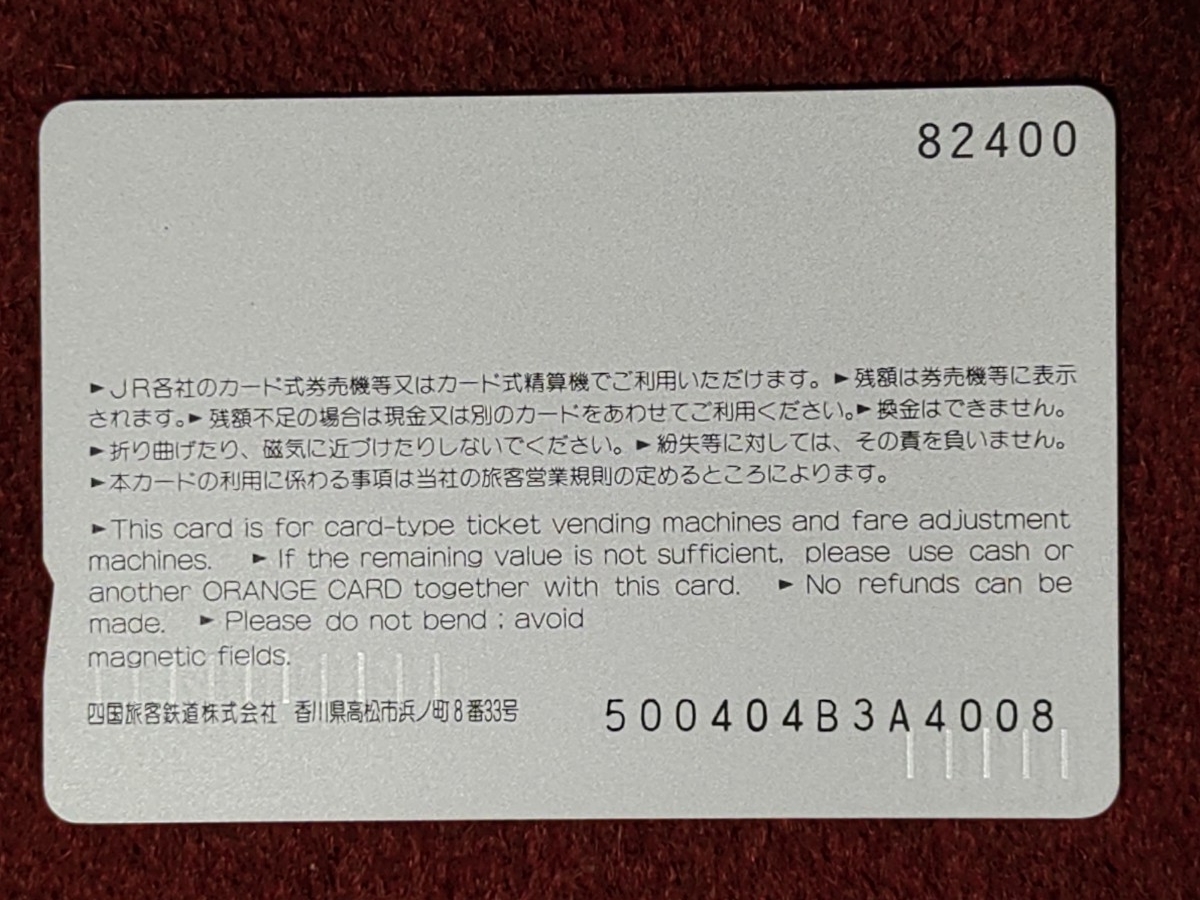 82400
►JR各社のカード式券売機等又はカード式精算機でご利用いただけます。►残額は券売機等に表示
されます。►残額不足の場合は現金又は別のカードをあわせてご利用ください。►換金はできません。
►折り曲げたり、磁気に近づけたりしないでください。►紛失等に対しては、その責を負いません。
►本カードの利用に係わる事項は当社の旅客営業規則の定めるところによります。
►This card is for card-type ticket vending machines and fare adjustment
machines. ►If the remaining value is not sufficient, please use cash or
another ORANGE CARD together with this card. ►No refunds can be
made. ►Please do not bend ; avoid
magnetic fields.
四国旅客鉄道株式会社 香川県高松市浜ノ町8番33号
500404B3A4008